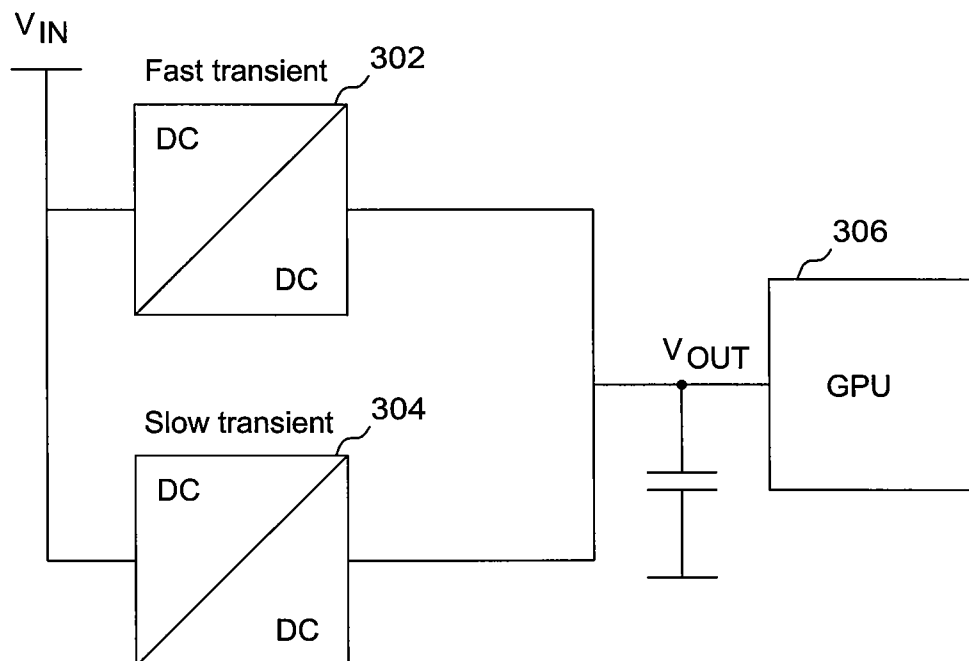 VIN
Fast transient
302
DC
DC
306
VOUT
GPU
Slow transient
304
DC
DC